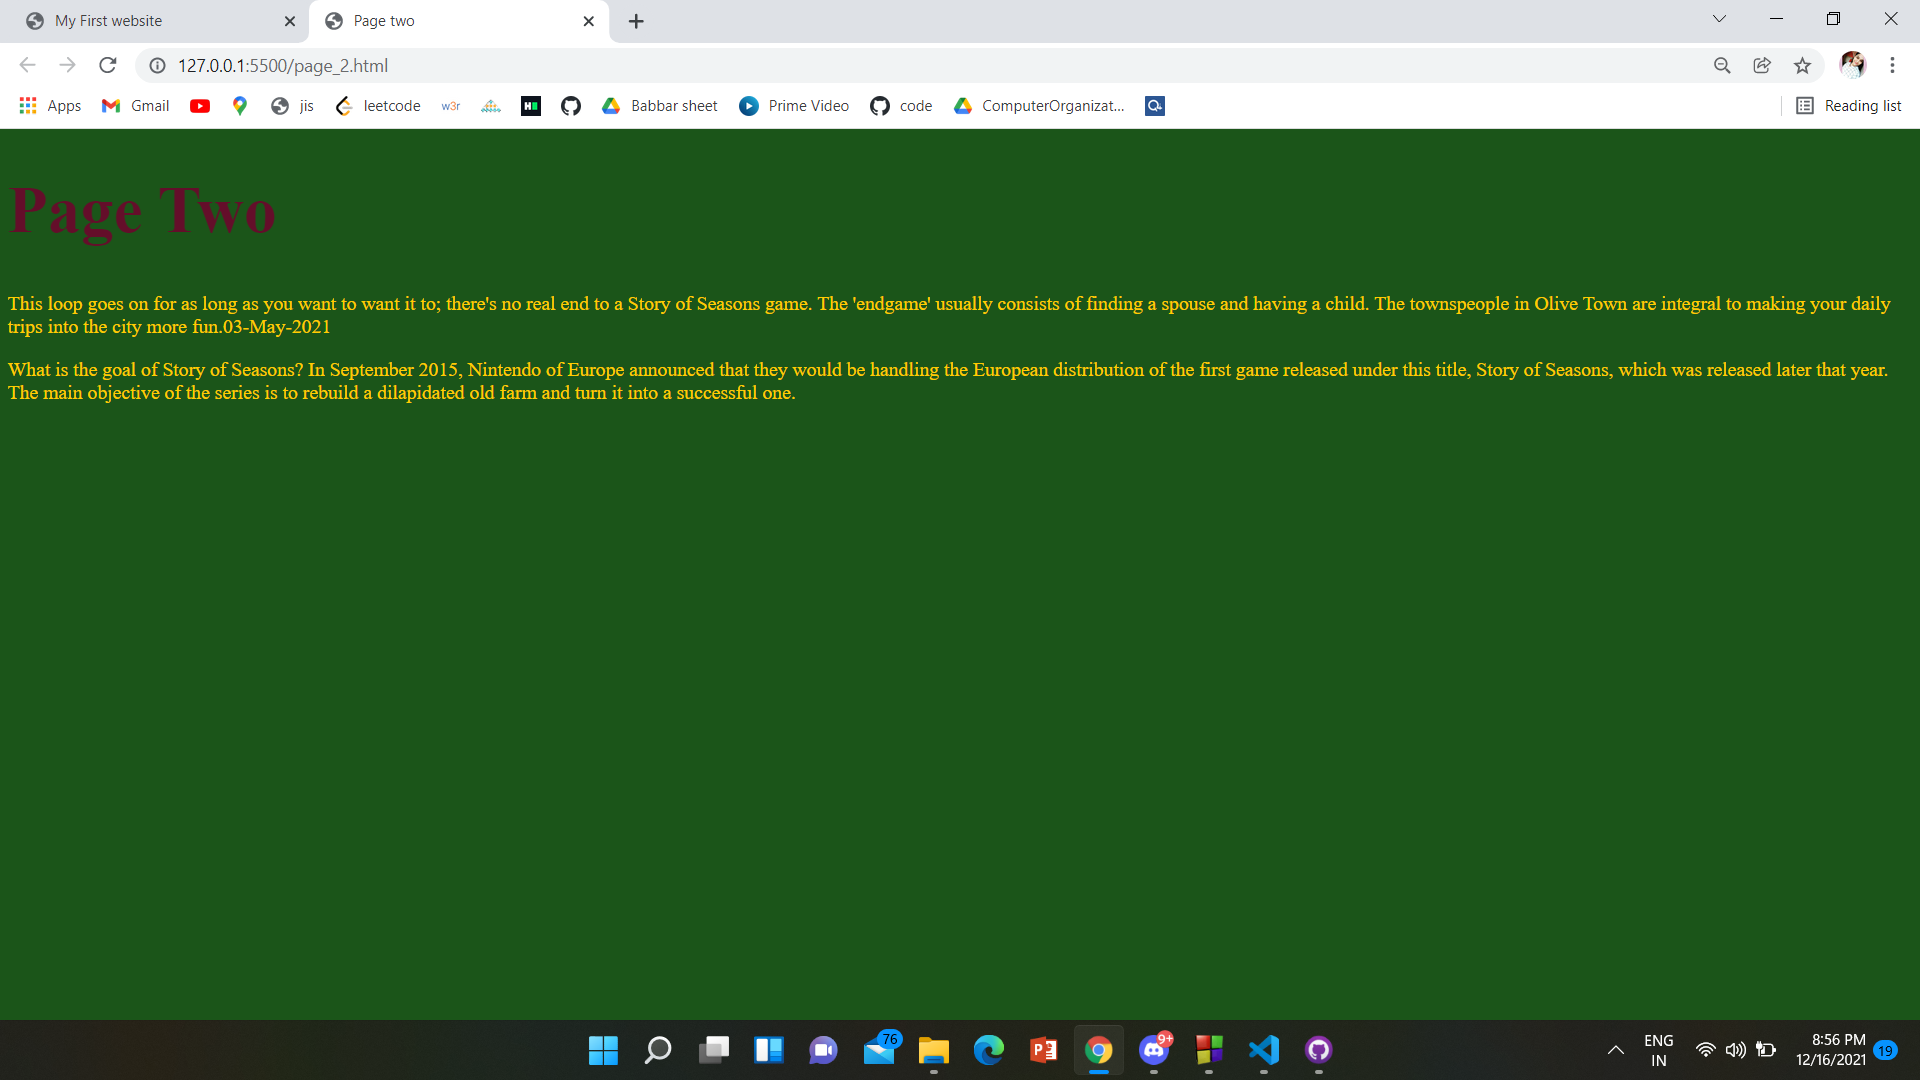 My First website
Page two
127.0.0.1:5500/page_2.html
Apps Gmail jis leetcode w3r Babbar sheet Prime Video code ComputerOrganizat... Reading list
Page Two
This loop goes on for as long as you want to want it to; there's no real end to a Story of Seasons game. The 'endgame' usually consists of finding a spouse and having a child. The townspeople in Olive Town are integral to making your daily
trips into the city more fun.03-May-2021
What is the goal of Story of Seasons? In September 2015, Nintendo of Europe announced that they would be handling the European distribution of the first game released under this title, Story of Seasons, which was released later that year.
The main objective of the series is to rebuild a dilapidated old farm and turn it into a successful one.
76
9+
ENG
IN
8:56 PM
12/16/2021
19